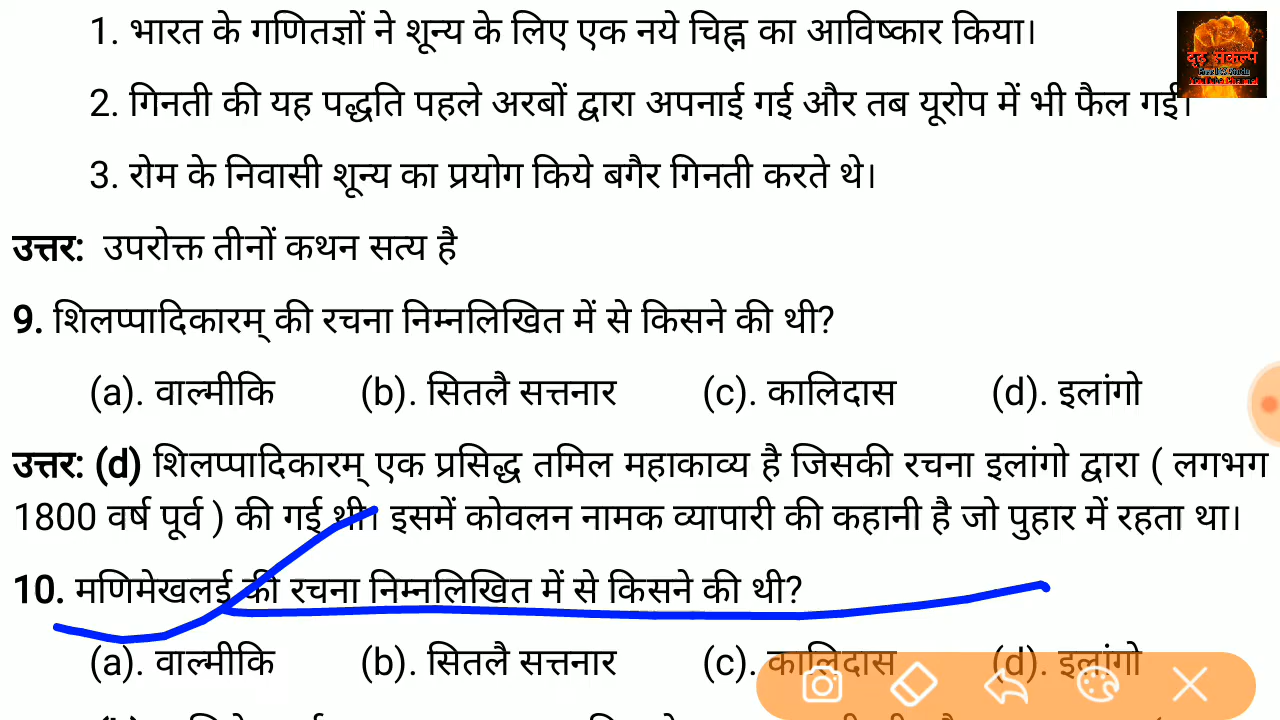 1. भारत के गणितज्ञों ने शून्य के लिए एक नये चिह्न का आविष्कार किया।
दृढ़ संकल्प
2. गिनती की यह पद्धति पहले अरबों द्वारा अपनाई गई और तब यूरोप में भी फैल गई।
3. रोम के निवासी शून्य का प्रयोग किये बगैर गिनती करते थे।
उत्तर: उपरोक्त तीनों कथन सत्य है
9. शिलप्पादिकारम् की रचना निम्नलिखित में से किसने की थी?
(a). वाल्मीकि (b). सितलै सत्तनार (c). कालिदास (d). इलांगो
उत्तर: (d) शिलप्पादिकारम् एक प्रसिद्ध तमिल महाकाव्य है जिसकी रचना इलांगो द्वारा ( लगभग
1800 वर्ष पूर्व ) की गई थी। इसमें कोवलन नामक व्यापारी की कहानी है जो पुहार में रहता था।
10. मणिमेखलई की रचना निम्नलिखित में से किसने की थी?
(a). वाल्मीकि (b). सितलै सत्तनार (c). कालिदास (d). इलांगो